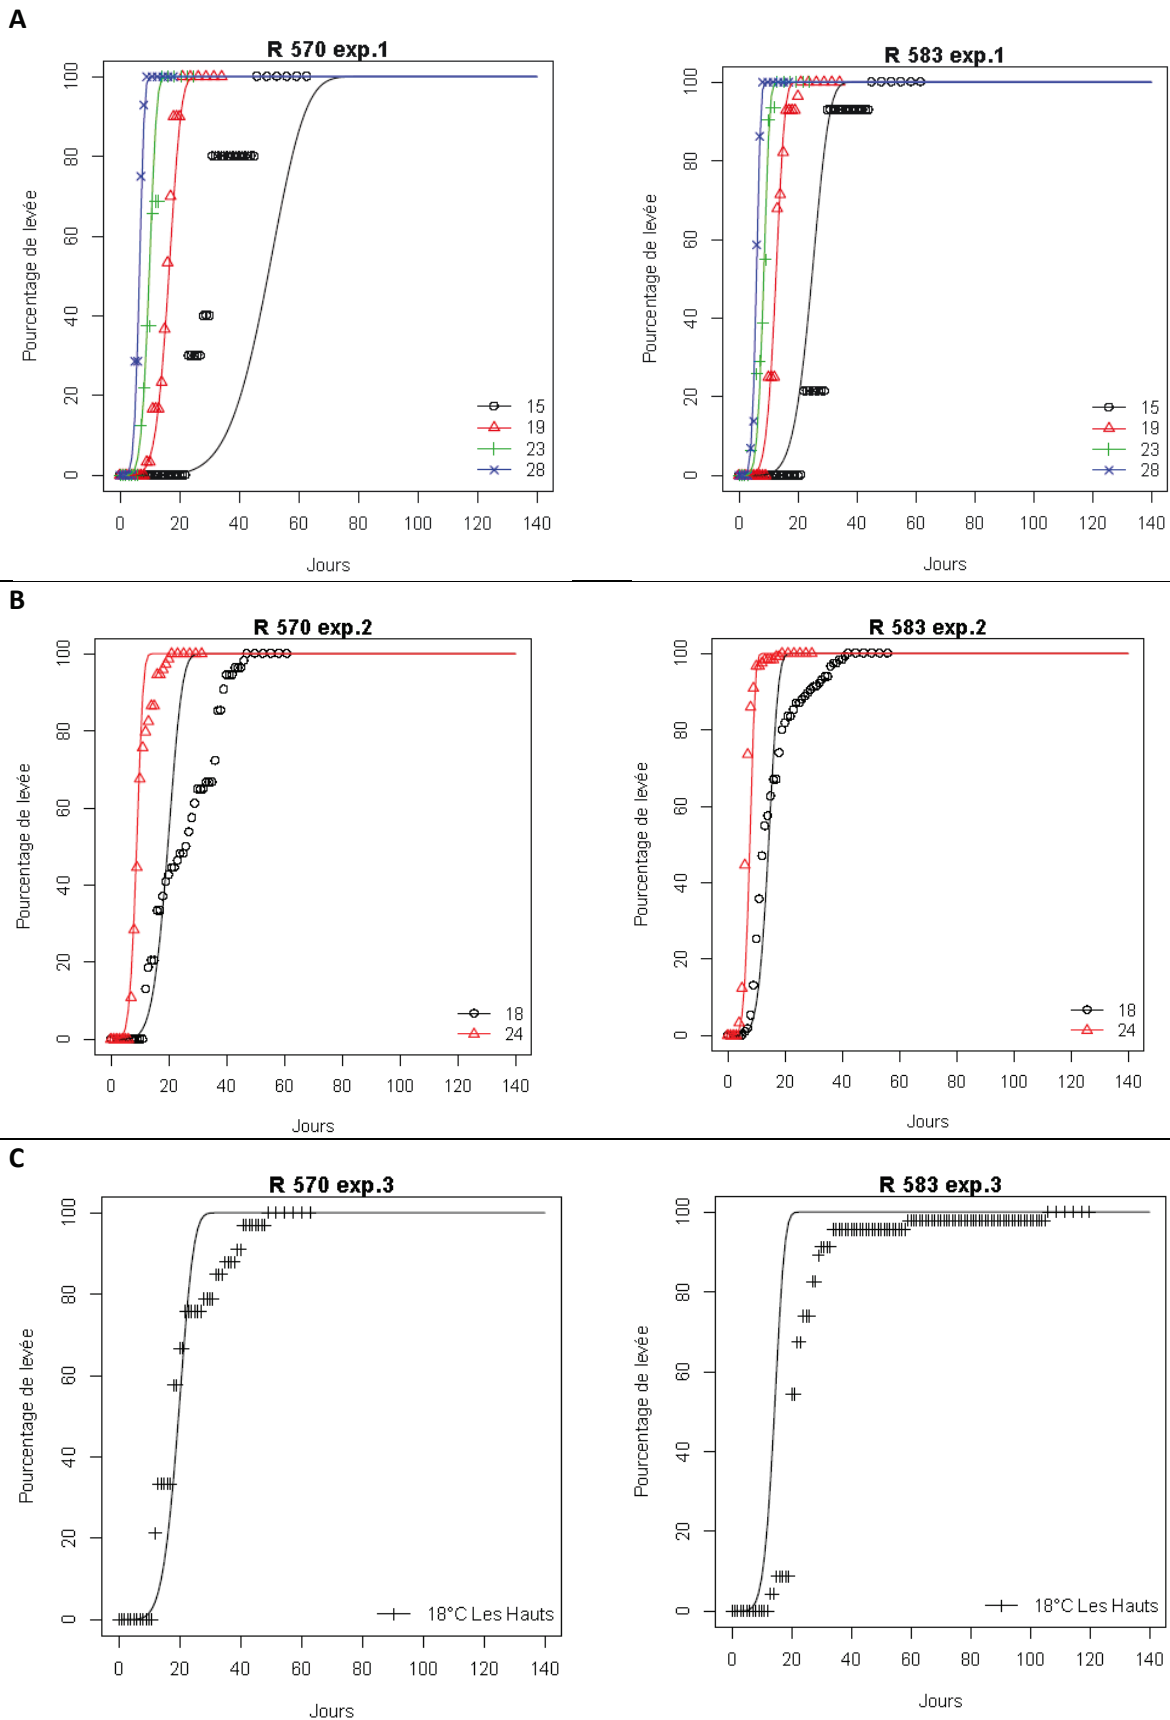 A
R 570 exp.1
R 583 exp.1
Pourcentage de levée
0 20 40 60 80 100
0 20 40 60 80 100 120 140
Jours
15
19
23
28
Pourcentage de levée
0 20 40 60 80 100
0 20 40 60 80 100 120 140
Jours
15
19
23
28
B
R 570 exp.2
R 583 exp.2
Pourcentage de levée
0 20 40 60 80 100
0 20 40 60 80 100 120 140
Jours
18
24
Pourcentage de levée
0 20 40 60 80 100
0 20 40 60 80 100 120 140
Jours
18
24
C
R 570 exp.3
R 583 exp.3
Pourcentage de levée
0 20 40 60 80 100
0 20 40 60 80 100 120 140
Jours
18°C Les Hauts
Pourcentage de levée
0 20 40 60 80 100
0 20 40 60 80 100 120 140
Jours
18°C Les Hauts